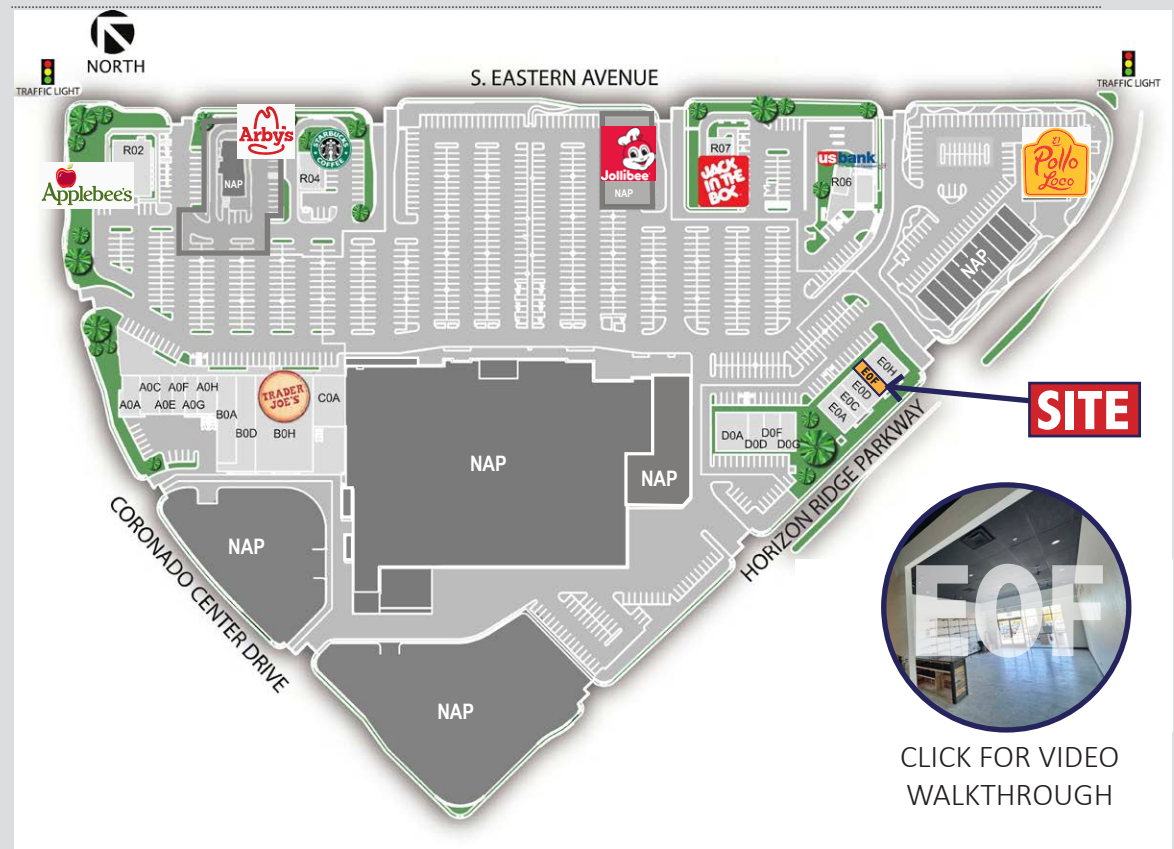 NORTH
TRAFFIC LIGHT
S. EASTERN AVENUE
TRAFFIC LIGHT
Applebee's
R02
Arby's
NAP
STARBUCKS
COFFEE
R04
Jollibee
NAP
R07
JACK
IN THE
BOX
usbank
R06
El
Pollo
Loco
NAP
A0A
A0C
A0E
A0F
A0G
A0H
B0A
B0D
TRADER
JOE'S
B0H
C0A
NAP
NAP
D0A
D0D
D0F
D0G
E0A
E0C
E0D
E0F
E0H
SITE
HORIZON RIDGE PARKWAY
CORONADO CENTER DRIVE
NAP
NAP
E0F
CLICK FOR VIDEO
WALKTHROUGH